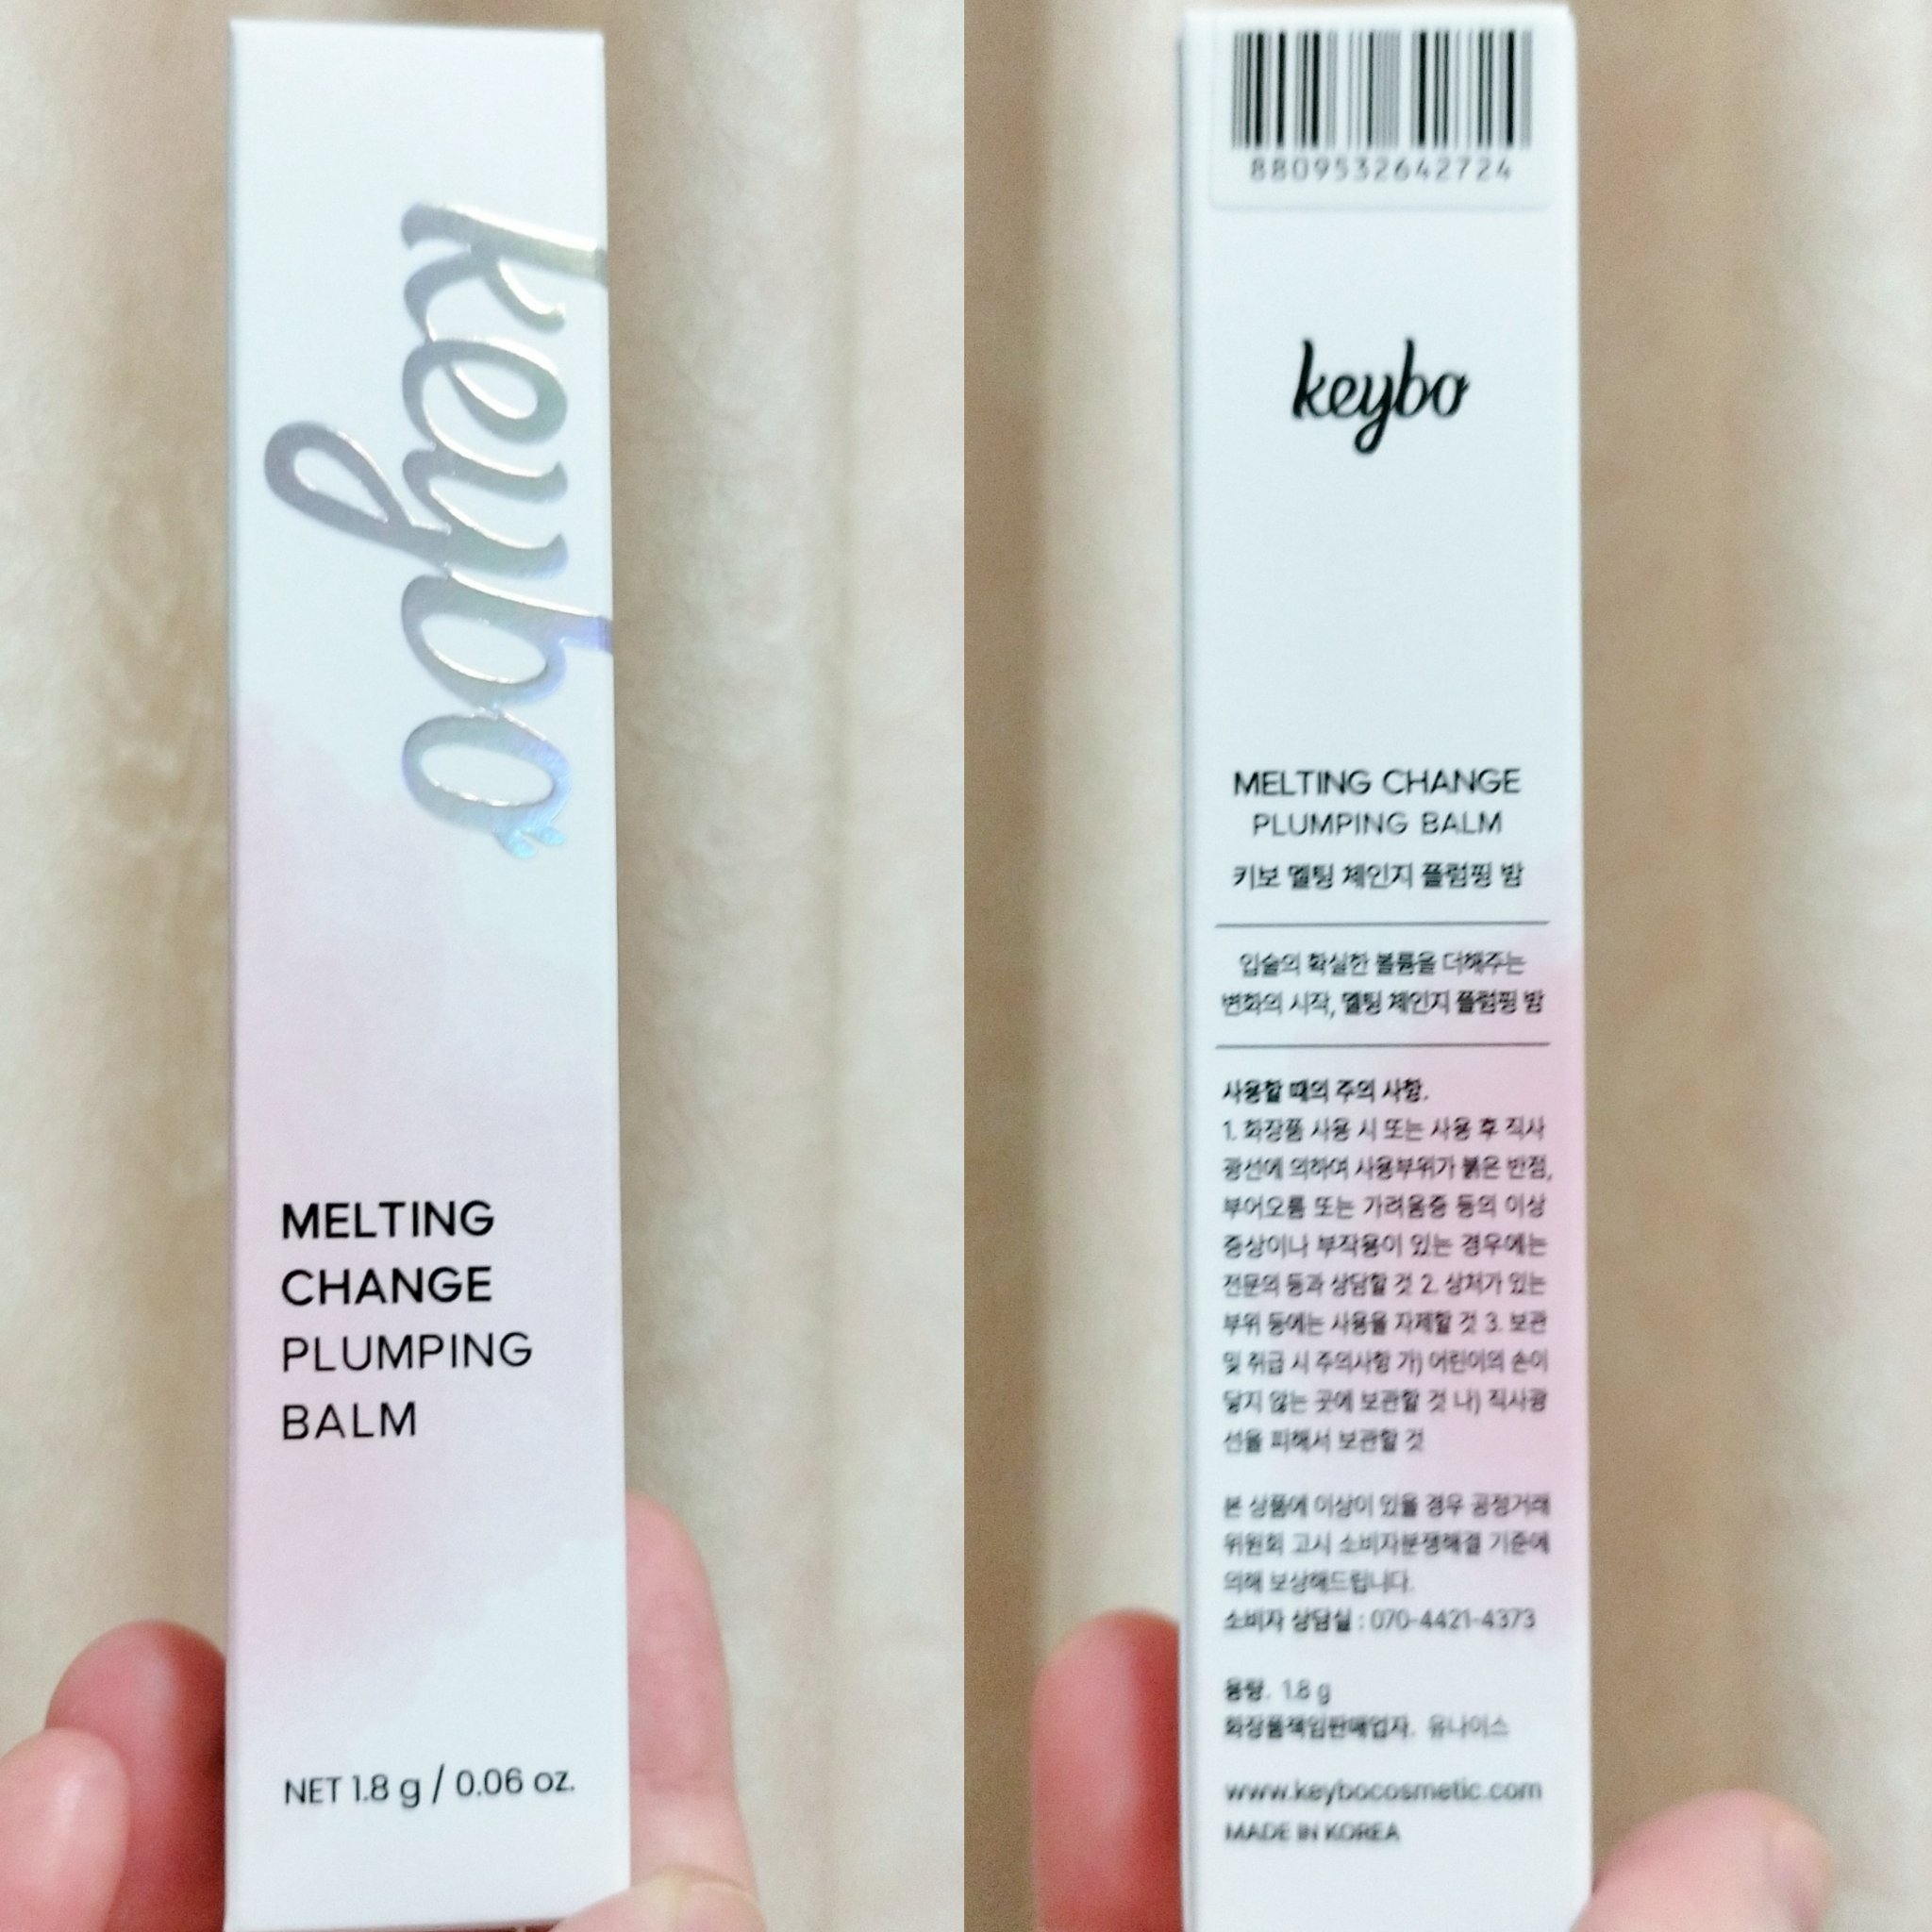 keybo
MELTING
CHANGE
PLUMPING
BALM
NET 1.8 g / 0.06 oz.
8809532642724
keybo
MELTING CHANGE
PLUMPING BALM
키보 멜팅 체인지 플럼핑 밤
입술의 확실한 볼륨을 더해주는
변화의 시작, 멜팅 체인지 플럼핑 밤
사용할 때의 주의 사항.
1. 화장품 사용 시 또는 사용 후 직사
광선에 의하여 사용부위가 붉은 반점,
부어오름 또는 가려움증 등의 이상
증상이나 부작용이 있는 경우에는
전문의 등과 상담할 것 2. 상처가 있는
부위 등에는 사용을 자제할 것 3. 보관
및 취급 시 주의사항 가) 어린이의 손이
닿지 않는 곳에 보관할 것 나) 직사광
선을 피해서 보관할 것
본 상품에 이상이 있을 경우 공정거래
위원회 고시 소비자분쟁해결 기준에
의해 보상해드립니다.
소비자 상담실 : 070-4421-4373
용량. 1.8 g
화장품책임판매업자. 유나이스
www.keybocosmetic.com
MADE IN KOREA